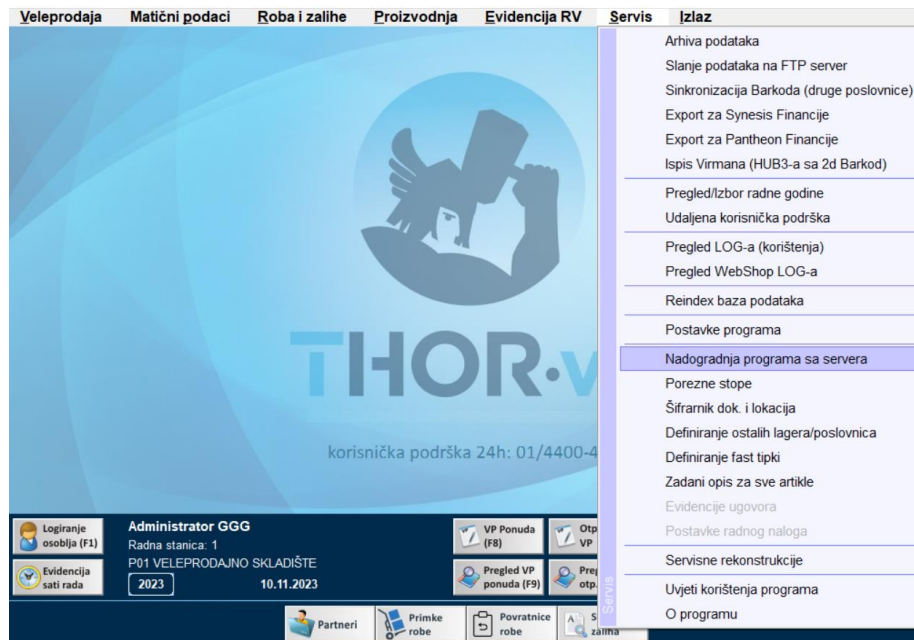 Veleprodaja Matični podaci Roba i zalihe Proizvodnja Evidencija RV Servis Izlaz
Arhiva podataka
Slanje podataka na FTP server
Sinkronizacija Barkoda (druge poslovnice)
Export za Synesis Financije
Export za Pantheon Financije
Ispis Virmana (HUB3-a sa 2d Barkod)
Pregled/Izbor radne godine
Udaljena korisnička podrška
Pregled LOG-a (korištenja)
Pregled WebShop LOG-a
Reindex baza podataka
Postavke programa
Nadogradnja programa sa servera
Porezne stope
Šifrarnik dok. i lokacija
Definiranje ostalih lagera/poslovnica
Definiranje fast tipki
Zadani opis za sve artikle
Evidencije ugovora
Postavke radnog naloga
Servisne rekonstrukcije
Uvjeti korištenja programa
O programu
Servis
THOR.
korisnička podrška 24h: 01/4400-4
Logiranje
osoblja (F1)
Evidencija
sati rada
Administrator GGG
Radna stanica: 1
P01 VELEPRODAJNO SKLADIŠTE
2023 10.11.2023
VP Ponuda
(F8)
Otp
VP
Pregled VP
ponuda (F9)
Pre
otp.
Partneri
Primke
robe
Povratnice
robe
S
zaliha